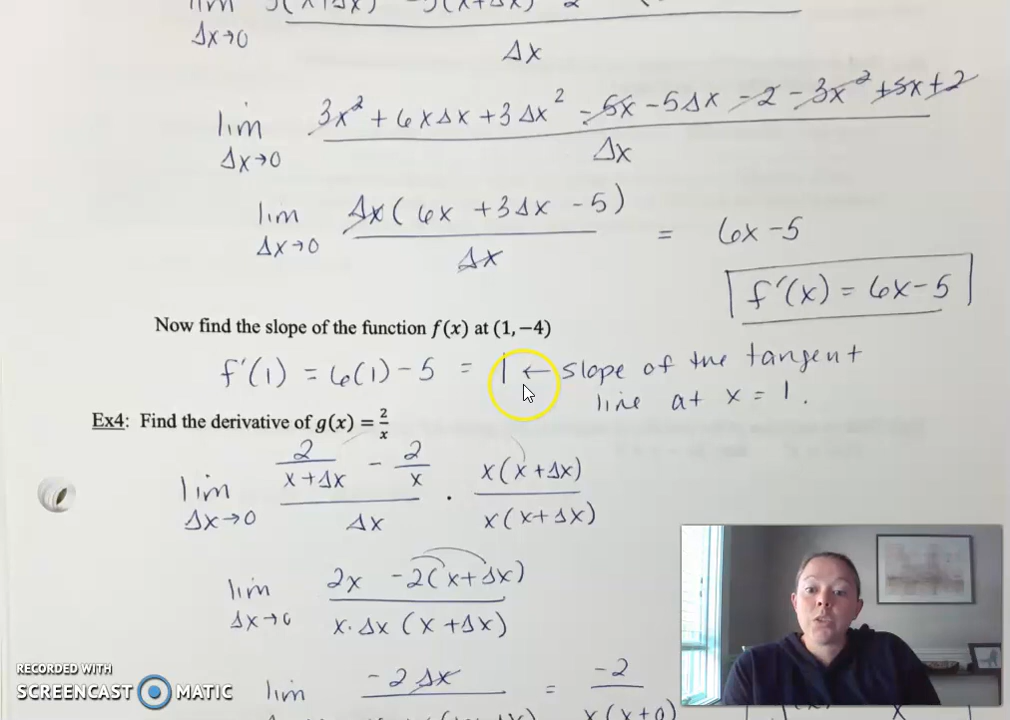 lim
Δx→0
Δx
lim 3x² + 6xΔx + 3Δx² - 5x - 5Δx - 2 - 3x² + 5x + 2
Δx→0 Δx
lim Δx(6x + 3Δx - 5) = 6x - 5
Δx→0 Δx
f'(x) = 6x - 5
Now find the slope of the function f(x) at (1,−4)
f'(1) = 6(1) - 5 = 1 ← slope of the tangent
line at x = 1.
Ex4: Find the derivative of g(x) = 2/x
lim 2/(x+Δx) - 2/x · x(x+Δx)
Δx→0 Δx x(x+Δx)
lim 2x - 2(x+Δx)
Δx→0 x·Δx(x+Δx)
lim -2Δx = -2
x(x+0)
RECORDED WITH
SCREENCAST MATIC